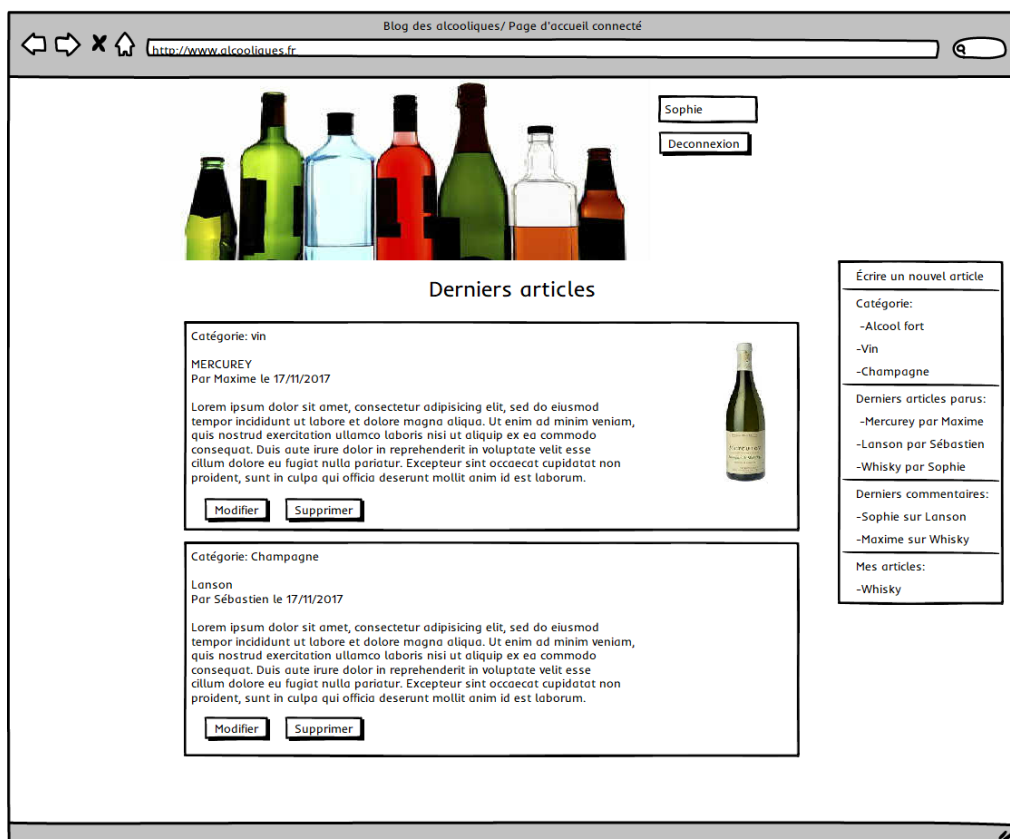 Blog des alcooliques/ Page d'accueil connecté
http://www.alcooliques.fr
Sophie
Deconnexion
Derniers articles
Catégorie: vin
MERCUREY
Par Maxime le 17/11/2017
Lorem ipsum dolor sit amet, consectetur adipisicing elit, sed do eiusmod
tempor incididunt ut labore et dolore magna aliqua. Ut enim ad minim veniam,
quis nostrud exercitation ullamco laboris nisi ut aliquip ex ea commodo
consequat. Duis aute irure dolor in reprehenderit in voluptate velit esse
cillum dolore eu fugiat nulla pariatur. Excepteur sint occaecat cupidatat non
proident, sunt in culpa qui officia deserunt mollit anim id est laborum.
Modifier
Supprimer
Catégorie: Champagne
Lanson
Par Sébastien le 17/11/2017
Lorem ipsum dolor sit amet, consectetur adipisicing elit, sed do eiusmod
tempor incididunt ut labore et dolore magna aliqua. Ut enim ad minim veniam,
quis nostrud exercitation ullamco laboris nisi ut aliquip ex ea commodo
consequat. Duis aute irure dolor in reprehenderit in voluptate velit esse
cillum dolore eu fugiat nulla pariatur. Excepteur sint occaecat cupidatat non
proident, sunt in culpa qui officia deserunt mollit anim id est laborum.
Modifier
Supprimer
Écrire un nouvel article
Catégorie:
-Alcool fort
-Vin
-Champagne
Derniers articles parus:
-Mercurey par Maxime
-Lanson par Sébastien
-Whisky par Sophie
Derniers commentaires:
-Sophie sur Lanson
-Maxime sur Whisky
Mes articles:
-Whisky